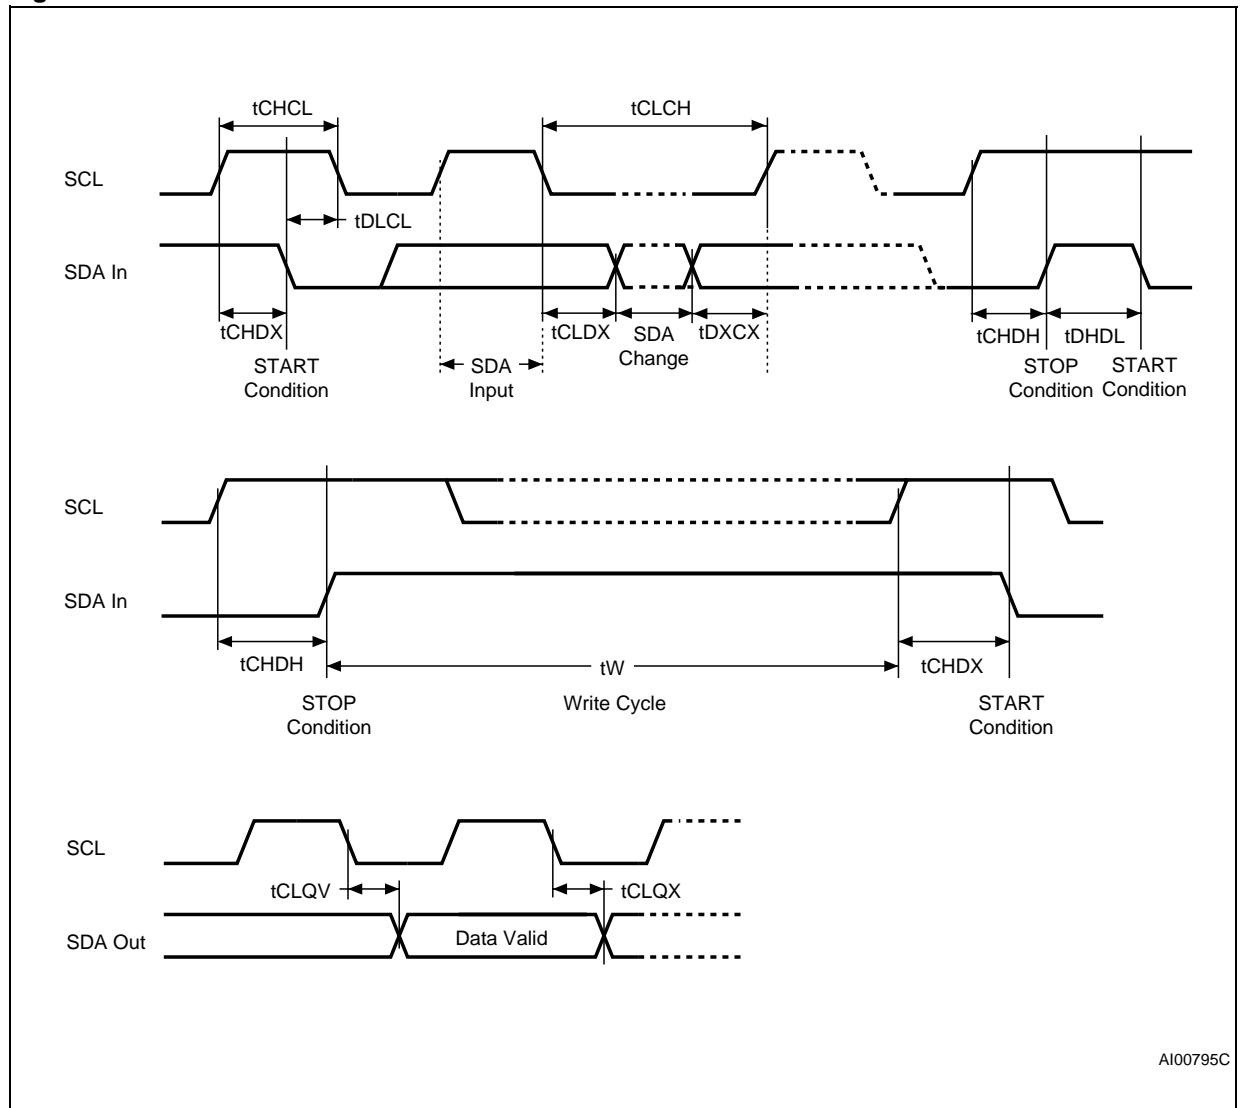 tCHCL
tCLCH
SCL
tDLCL
SDA In
tCHDX
tCLDX
SDA
Change
tDXCX
tCHDH
tDHDL
START
Condition
SDA
Input
STOP
Condition
START
Condition
SCL
SDA In
tCHDH
tW
tCHDX
STOP
Condition
Write Cycle
START
Condition
SCL
tCLQV
tCLQX
SDA Out
Data Valid
AI00795C